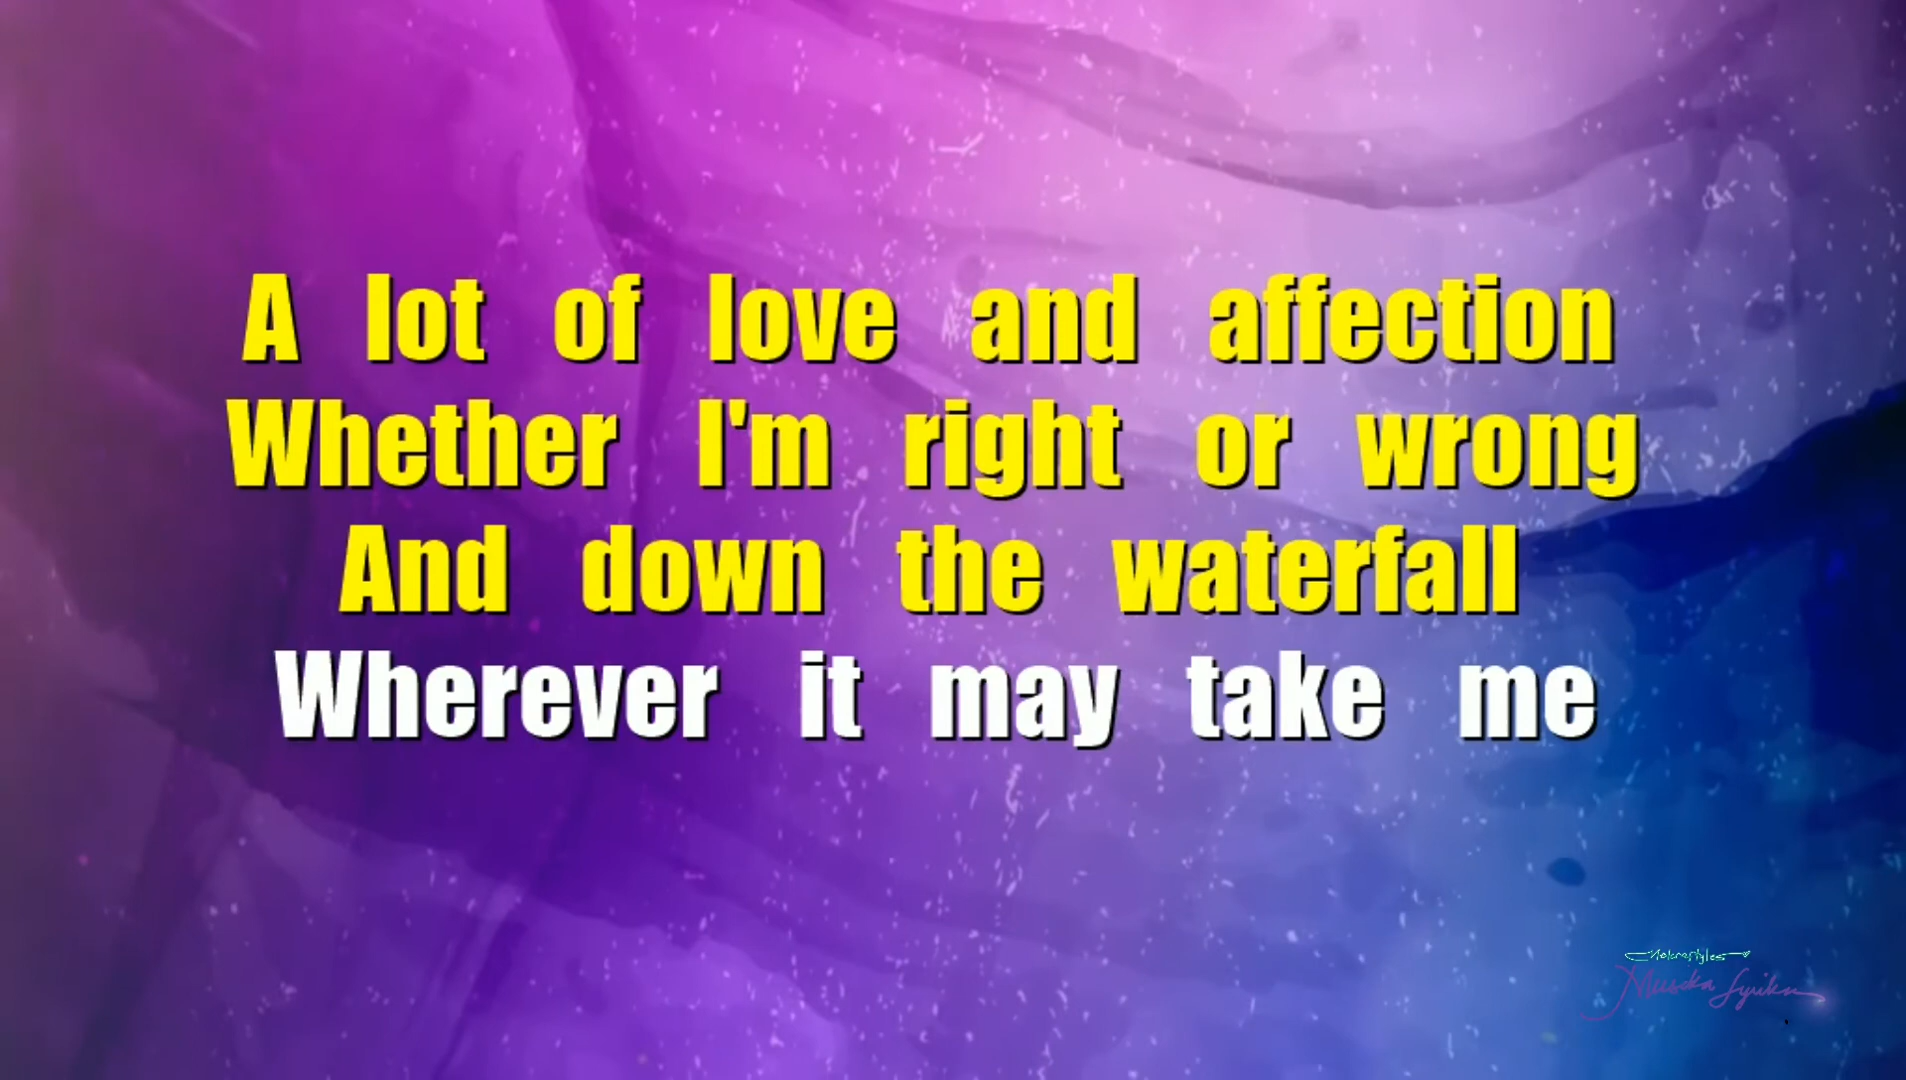 A lot of love and affection
Whether I'm right or wrong
And down the waterfall
Wherever it may take me